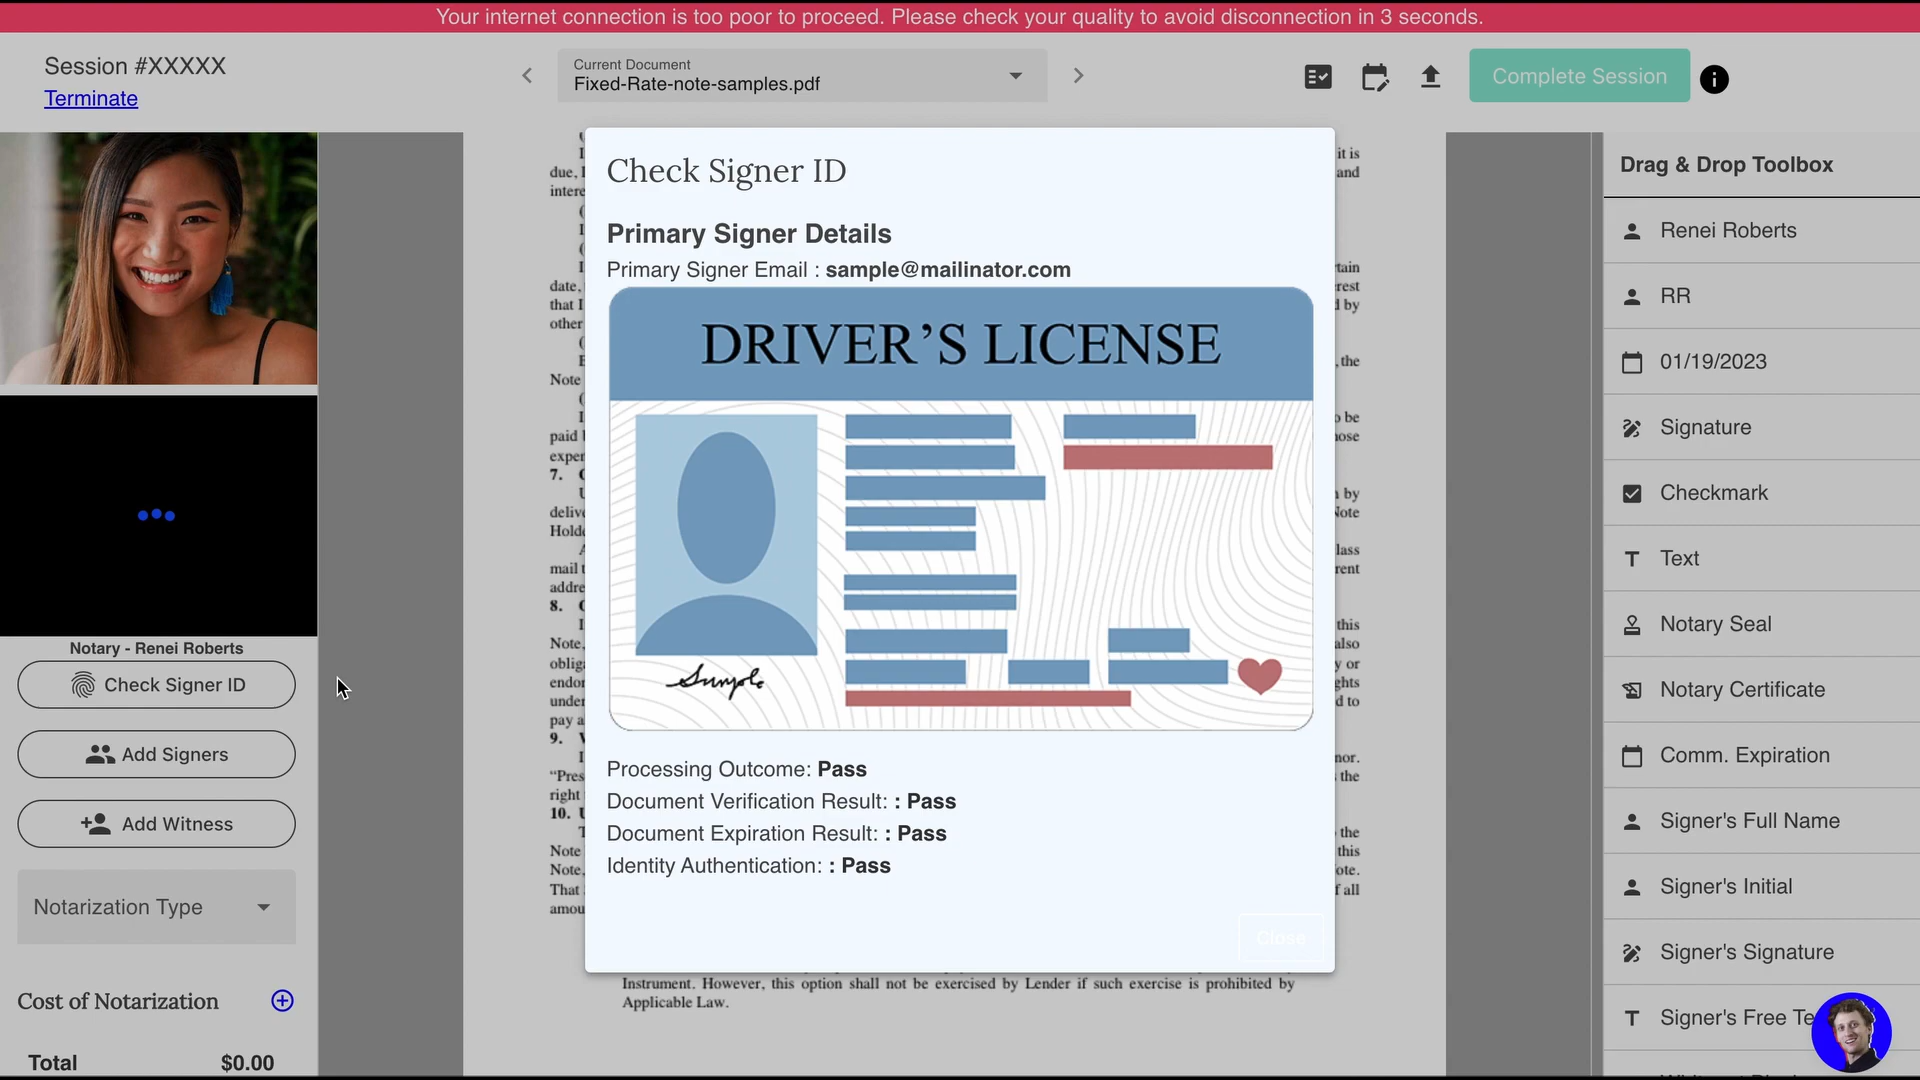 Your internet connection is too poor to proceed. Please check your quality to avoid disconnection in 3 seconds.
Session #XXXXX
Terminate
Current Document
Fixed-Rate-note-samples.pdf
Complete Session
Notary - Renei Roberts
Check Signer ID
Add Signers
Add Witness
Notarization Type
Cost of Notarization
Total $0.00
Check Signer ID
Primary Signer Details
Primary Signer Email : sample@mailinator.com
DRIVER'S LICENSE
Sample
Processing Outcome: Pass
Document Verification Result: : Pass
Document Expiration Result: : Pass
Identity Authentication: : Pass
Close
Instrument. However, this option shall not be exercised by Lender if such exercise is prohibited by
Applicable Law.
Drag & Drop Toolbox
Renei Roberts
RR
01/19/2023
Signature
Checkmark
Text
Notary Seal
Notary Certificate
Comm. Expiration
Signer's Full Name
Signer's Initial
Signer's Signature
Signer's Free